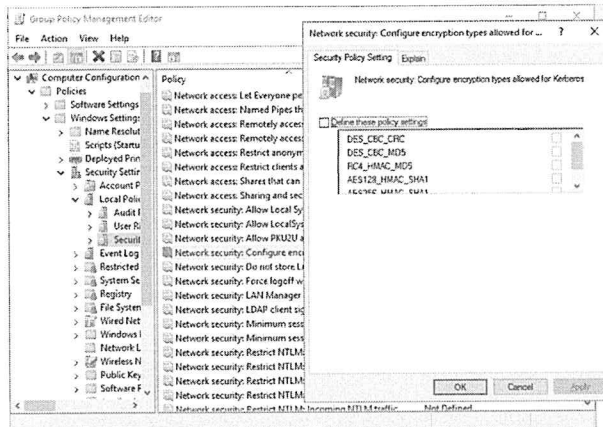 Group Policy Management Editor
File Action View Help
Computer Configuration
Policies
Software Settings
Windows Setting
Name Resolut
Scripts (Startu
Deployed Prin
Security Settin
Account P
Local Polic
Audit P
User Ri
Securit
Event Log
Restricted
System Se
Registry
File System
Wired Net
Windows
Network L
Wireless N
Public Key
Software R
Policy
Network access: Let Everyone pe
Network access: Named Pipes th
Network access: Remotely acces
Network access: Remotely acces
Network access: Restrict anonym
Network access: Restrict clients a
Network access: Shares that can
Network access: Sharing and sec
Network security: Allow Local Sy
Network security: Allow LocalSys
Network security: Allow PKU2U a
Network security: Configure encr
Network security: Do not store L
Network security: Force logoff w
Network security: LAN Manager
Network security: LDAP client sig
Network security: Minimum sess
Network security: Minimum sess
Network security: Restrict NTLM:
Network security: Restrict NTLM:
Network security: Restrict NTLM:
Network security: Restrict NTLM:
Network security: Restrict NTLM: Incoming NTLM traffic Not Defined
Network security: Configure encryption types allowed for ... ? X
Security Policy Setting Explain
Network security: Configure encryption types allowed for Kerberos
Define these policy settings
DES_CBC_CRC
DES_CBC_MD5
RC4_HMAC_MD5
AES128_HMAC_SHA1
AES256_HMAC_SHA1
OK Cancel Apply